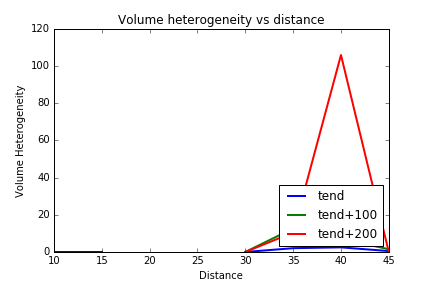 Volume heterogeneity vs distance
120
100
80
60
40
20
0
Volume Heterogeneity
tend
tend+100
tend+200
10 15 20 25 30 35 40 45
Distance